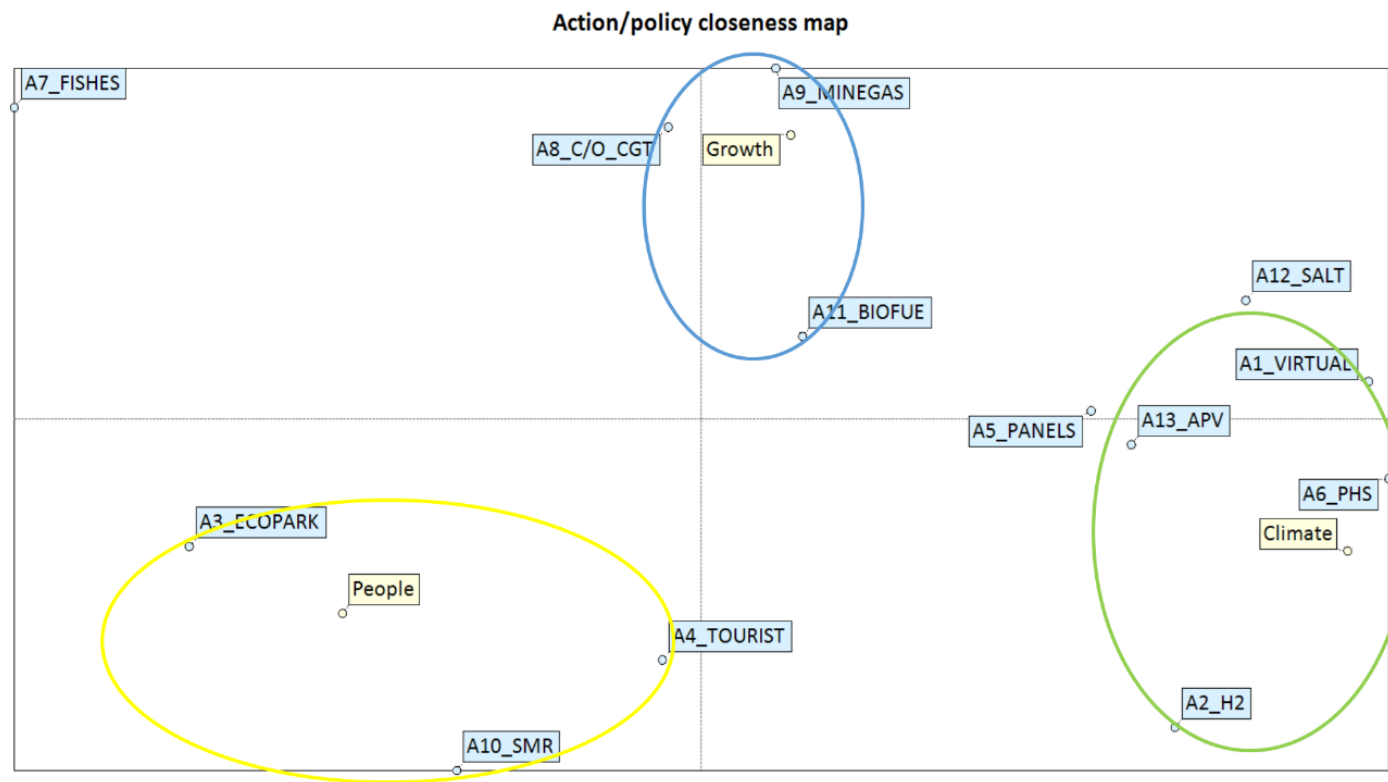 Action/policy closeness map
A7_FISHES
A9_MINEGAS
A8_C/O_CGT
Growth
A12_SALT
A11_BIOFUE
A1_VIRTUAL
A5_PANELS
A13_APV
A6_PHS
A3_ECOPARK
Climate
People
A4_TOURIST
A2_H2
A10_SMR